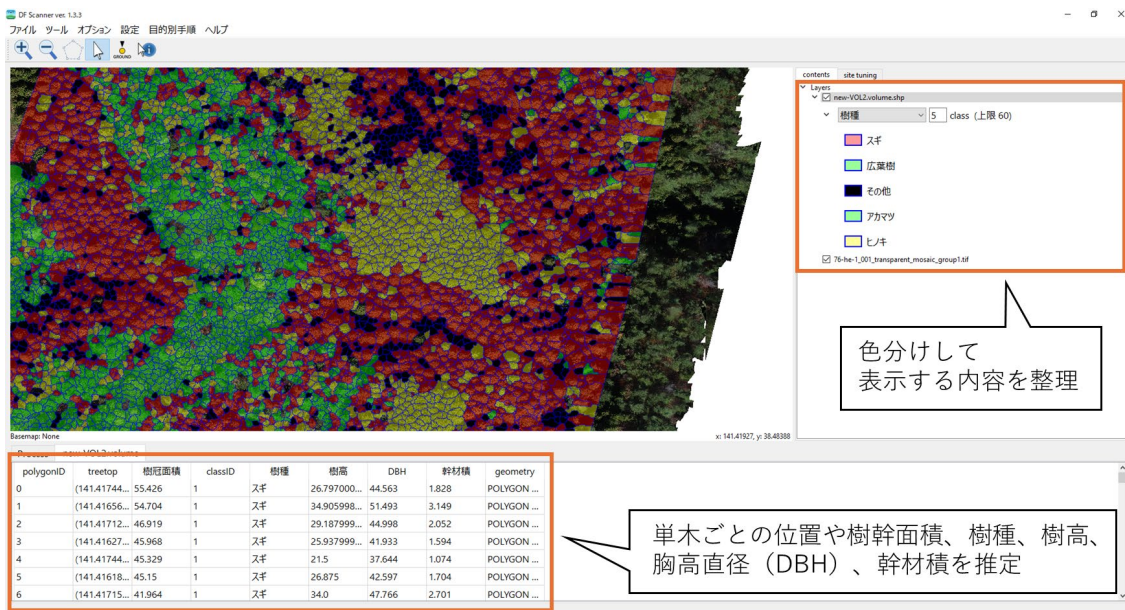 DF Scanner ver. 1.3.3
ファイル ツール オプション 設定 目的別手順 ヘルプ
GROUND
contents site tuning
Layers
new-VOL2.volume.shp
樹種 5 class (上限 60)
スギ
広葉樹
その他
アカマツ
ヒノキ
76-he-1_001_transparent_mosaic_group1.tif
色分けして
表示する内容を整理
Basemap: None x: 141.41927, y: 38.48388
Process new-VOL2.volume
polygonID treetop 樹冠面積 classID 樹種 樹高 DBH 幹材積 geometry
0 (141.41744... 55.426 1 スギ 26.797000... 44.563 1.828 POLYGON ...
1 (141.41656... 54.704 1 スギ 34.905998... 51.493 3.149 POLYGON ...
2 (141.41712... 46.919 1 スギ 29.187999... 44.998 2.052 POLYGON ...
3 (141.41627... 45.968 1 スギ 25.937999... 41.933 1.594 POLYGON ...
4 (141.41744... 45.329 1 スギ 21.5 37.644 1.074 POLYGON ...
5 (141.41618... 45.15 1 スギ 26.875 42.597 1.704 POLYGON ...
6 (141.41715... 41.964 1 スギ 34.0 47.766 2.701 POLYGON ...
単木ごとの位置や樹幹面積、樹種、樹高、
胸高直径（DBH）、幹材積を推定